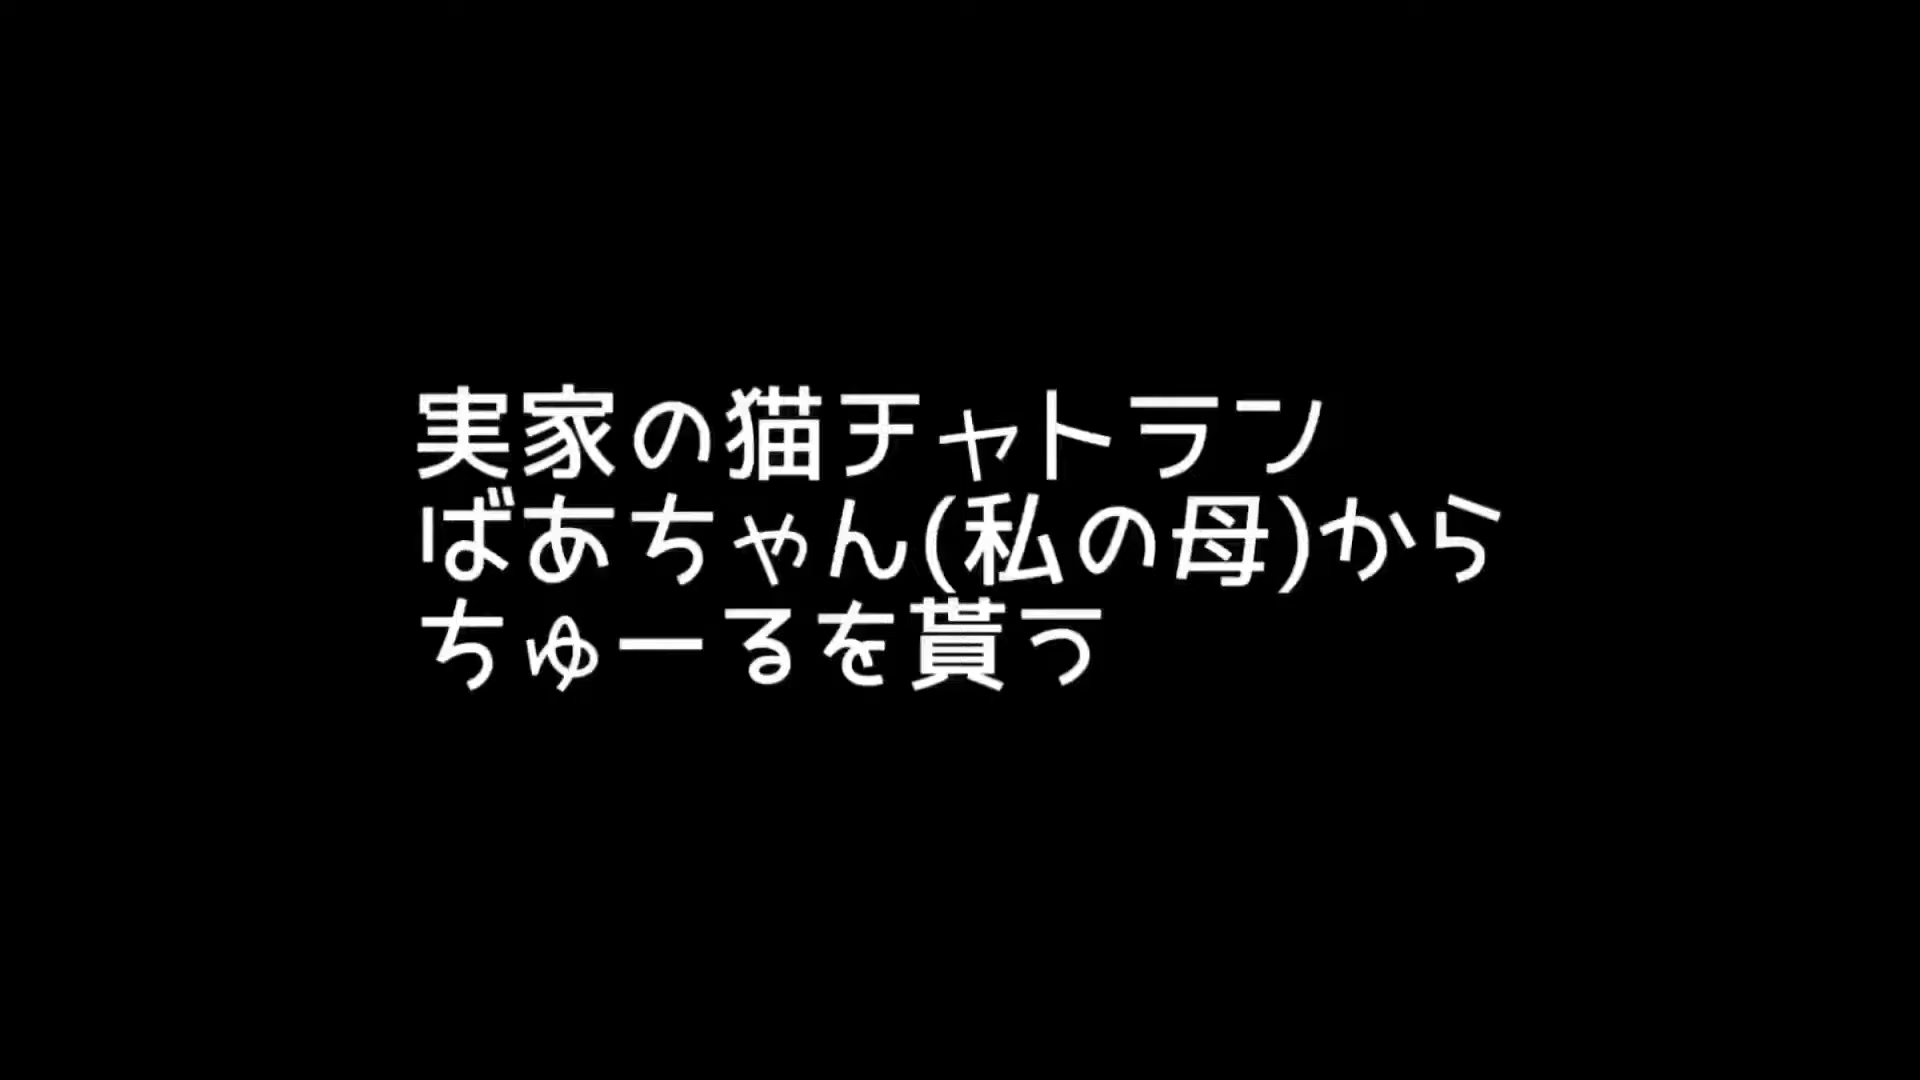 実家の猫チャトラン
ばあちゃん(私の母)から
ちゅーるを貰う